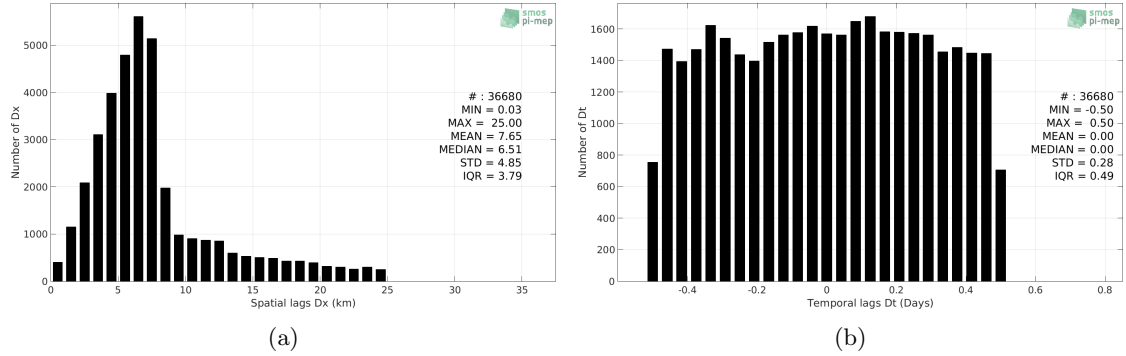 smos
pi-mep
5000
4000
3000
2000
1000
0
Number of Dx
# : 36680
MIN = 0.03
MAX = 25.00
MEAN = 7.65
MEDIAN = 6.51
STD = 4.85
IQR = 3.79
0 5 10 15 20 25 30 35
Spatial lags Dx (km)
(a)
smos
pi-mep
1600
1400
1200
1000
800
600
400
200
0
Number of Dt
# : 36680
MIN = -0.50
MAX = 0.50
MEAN = 0.00
MEDIAN = 0.00
STD = 0.28
IQR = 0.49
-0.4 -0.2 0 0.2 0.4 0.6 0.8
Temporal lags Dt (Days)
(b)